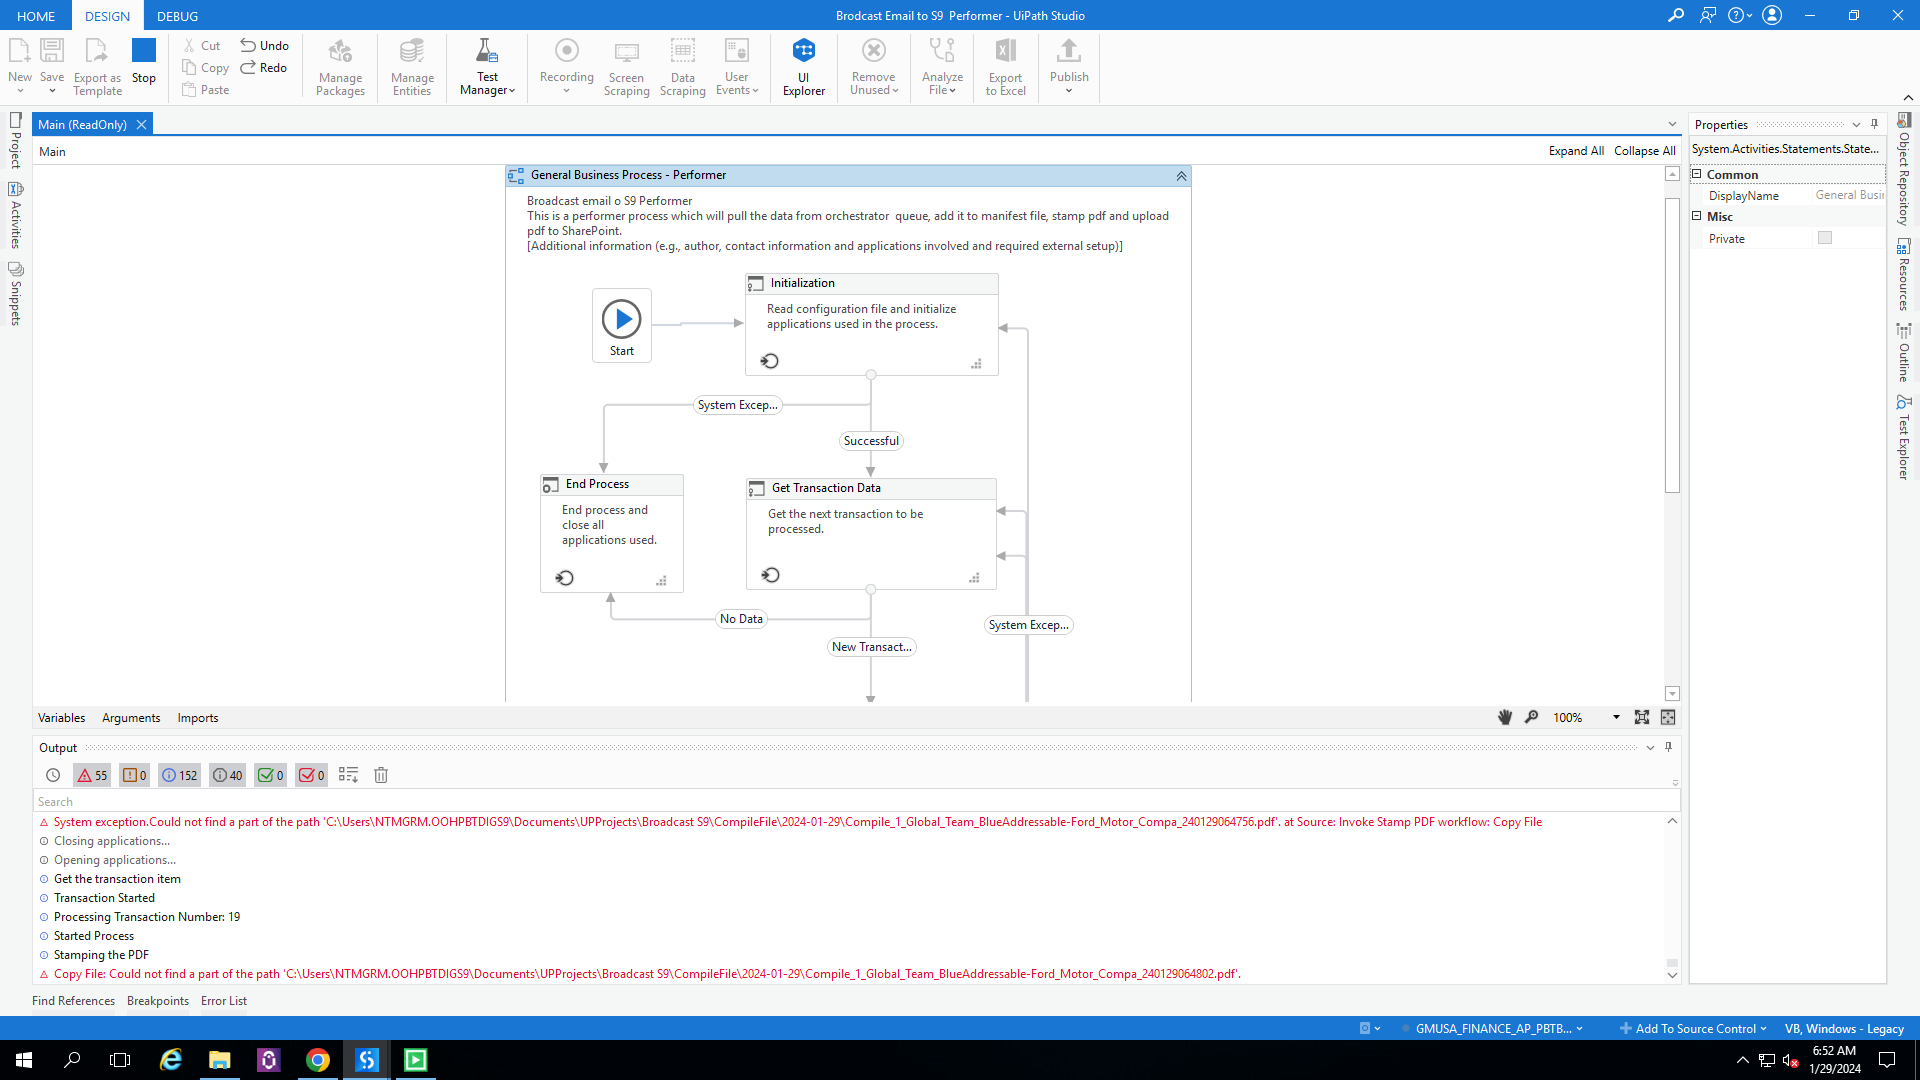 HOME
DESIGN
DEBUG
Brodcast Email to S9 Performer - UiPath Studio
New
Save
Export as
Template
Stop
Cut
Copy
Paste
Undo
Redo
Manage
Packages
Manage
Entities
Test
Manager
Recording
Screen
Scraping
Data
Scraping
User
Events
UI
Explorer
Remove
Unused
Analyze
File
Export
to Excel
Publish
Main (ReadOnly)
Main
Expand All
Collapse All
Project
Activities
Snippets
General Business Process - Performer
Broadcast email o S9 Performer
This is a performer process which will pull the data from orchestrator queue, add it to manifest file, stamp pdf and upload
pdf to SharePoint.
[Additional information (e.g., author, contact information and applications involved and required external setup)]
Start
Initialization
Read configuration file and initialize
applications used in the process.
System Excep...
Successful
End Process
End process and
close all
applications used.
Get Transaction Data
Get the next transaction to be
processed.
No Data
System Excep...
New Transact...
Properties
System.Activities.Statements.State...
Common
DisplayName
General Busi
Misc
Private
Object Repository
Resources
Outline
Test Explorer
Variables
Arguments
Imports
100%
Output
55
0
152
40
0
0
Search
System exception.Could not find a part of the path 'C:\Users\NTMGRM.OOHPBTDIGS9\Documents\UPProjects\Broadcast S9\CompileFile\2024-01-29\Compile_1_Global_Team_BlueAddressable-Ford_Motor_Compa_240129064756.pdf'. at Source: Invoke Stamp PDF workflow: Copy File
Closing applications...
Opening applications...
Get the transaction item
Transaction Started
Processing Transaction Number: 19
Started Process
Stamping the PDF
Copy File: Could not find a part of the path 'C:\Users\NTMGRM.OOHPBTDIGS9\Documents\UPProjects\Broadcast S9\CompileFile\2024-01-29\Compile_1_Global_Team_BlueAddressable-Ford_Motor_Compa_240129064802.pdf'.
Find References
Breakpoints
Error List
GMUSA_FINANCE_AP_PBTB...
Add To Source Control
VB, Windows - Legacy
6:52 AM
1/29/2024